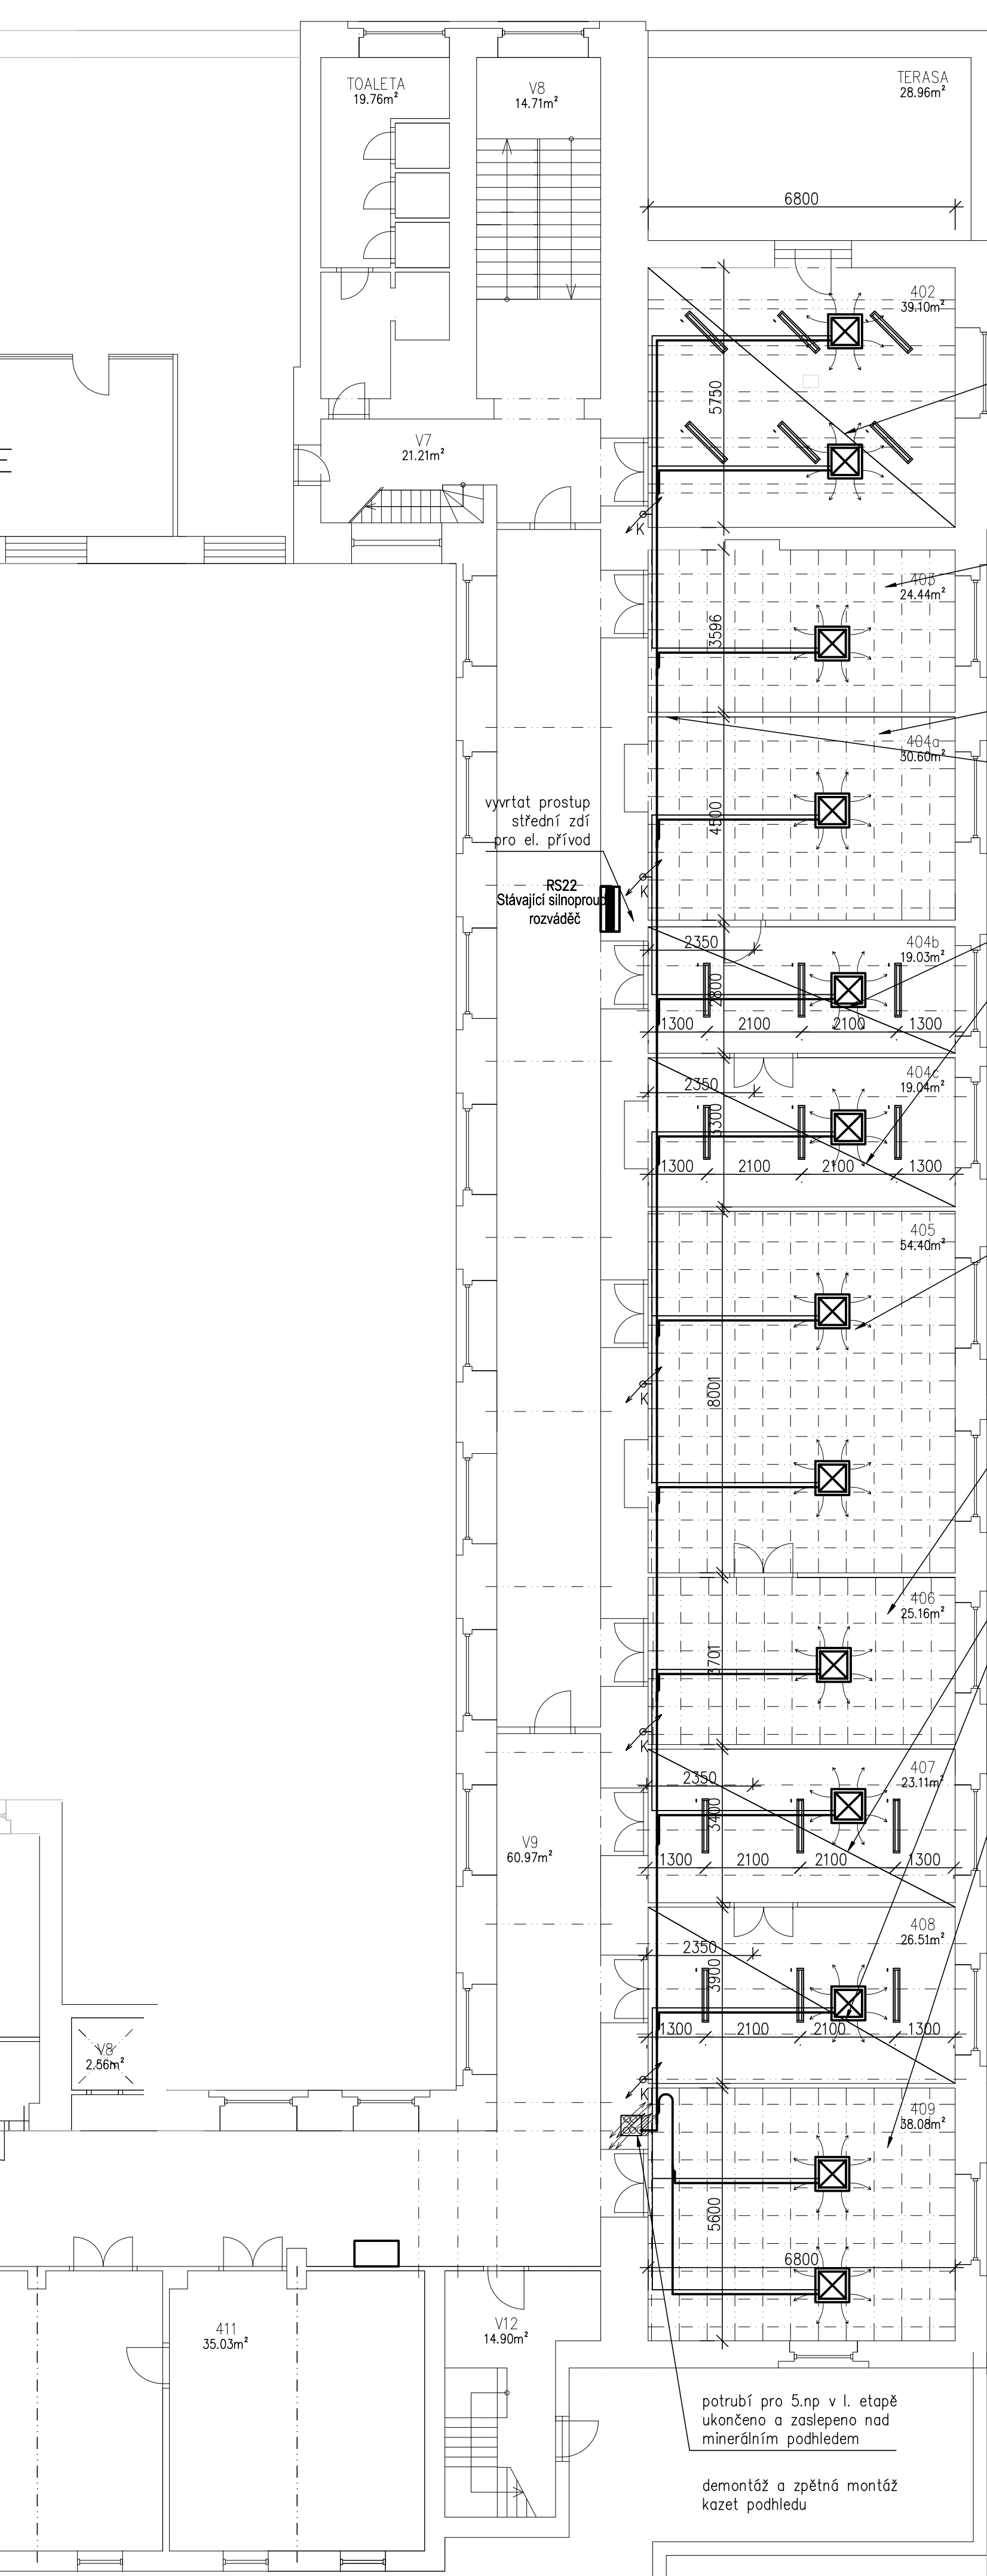 TOALETA
19.76m²
V8
14.71m²
TERASA
28.96m²
6800
402
39.10m²
5750
V7
21.21m²
K
403
24.44m²
3596
404a
30.60m²
4500
vyvrtat prostup
střední zdí
pro el. přívod
K
RS22
Stávající silnoproud
rozváděč
2350
404b
19.03m²
2800
1300
2100
2100
1300
404c
19.04m²
2350
3300
1300
2100
2100
1300
405
54.40m²
8001
K
406
25.16m²
3701
K
407
23.11m²
2350
3400
V9
60.97m²
1300
2100
2100
1300
408
26.51m²
2350
3900
1300
2100
2100
1300
V8
2.56m²
K
409
38.08m²
5600
6800
411
35.03m²
V12
14.90m²
potrubí pro 5.np v I. etapě
ukončeno a zaslepeno nad
minerálním podhledem
demontáž a zpětná montáž
kazet podhledu